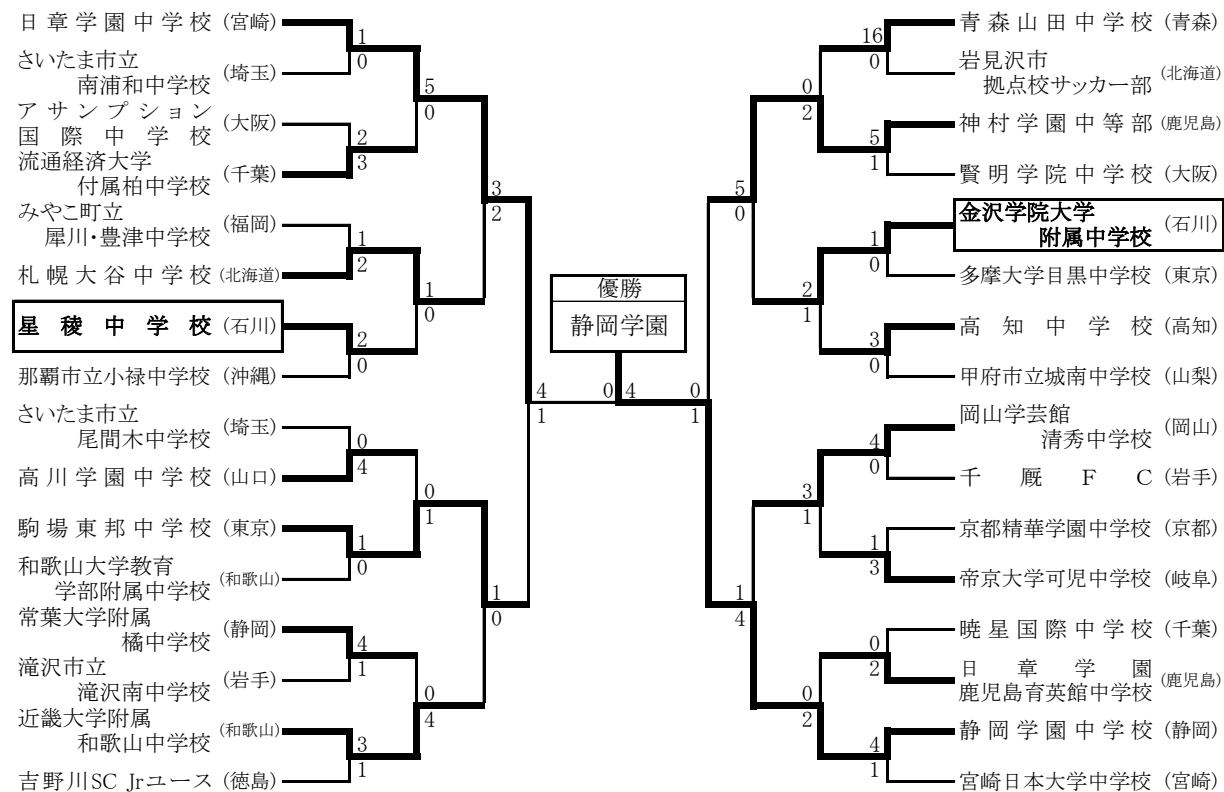 日章学園中学校 (宮崎)
さいたま市立
南浦和中学校 (埼玉)
アサンプション
国際中学校 (大阪)
流通経済大学
付属柏中学校 (千葉)
みやこ町立
犀川・豊津中学校 (福岡)
札幌大谷中学校 (北海道)
星稜中学校 (石川)
那覇市立小禄中学校 (沖縄)
さいたま市立
尾間木中学校 (埼玉)
高川学園中学校 (山口)
駒場東邦中学校 (東京)
和歌山大学教育
学部附属中学校 (和歌山)
常葉大学附属
橘中学校 (静岡)
滝沢市立
滝沢南中学校 (岩手)
近畿大学附属
和歌山中学校 (和歌山)
吉野川SC Jrユース (徳島)
1
0
2
3
1
2
2
0
0
4
1
0
4
1
3
1
5
0
1
0
0
1
0
4
3
2
1
0
4
1
優勝
静岡学園
0 4
0
1
5
0
1
4
0
2
2
1
3
1
0
2
16
0
5
1
1
0
3
0
4
0
1
3
0
2
4
1
青森山田中学校 (青森)
岩見沢市
拠点校サッカー部 (北海道)
神村学園中等部 (鹿児島)
賢明学院中学校 (大阪)
金沢学院大学
附属中学校 (石川)
多摩大学目黒中学校 (東京)
高知中学校 (高知)
甲府市立城南中学校 (山梨)
岡山学芸館
清秀中学校 (岡山)
千厩FC (岩手)
京都精華学園中学校 (京都)
帝京大学可児中学校 (岐阜)
暁星国際中学校 (千葉)
日章学園
鹿児島育英館中学校 (鹿児島)
静岡学園中学校 (静岡)
宮崎日本大学中学校 (宮崎)